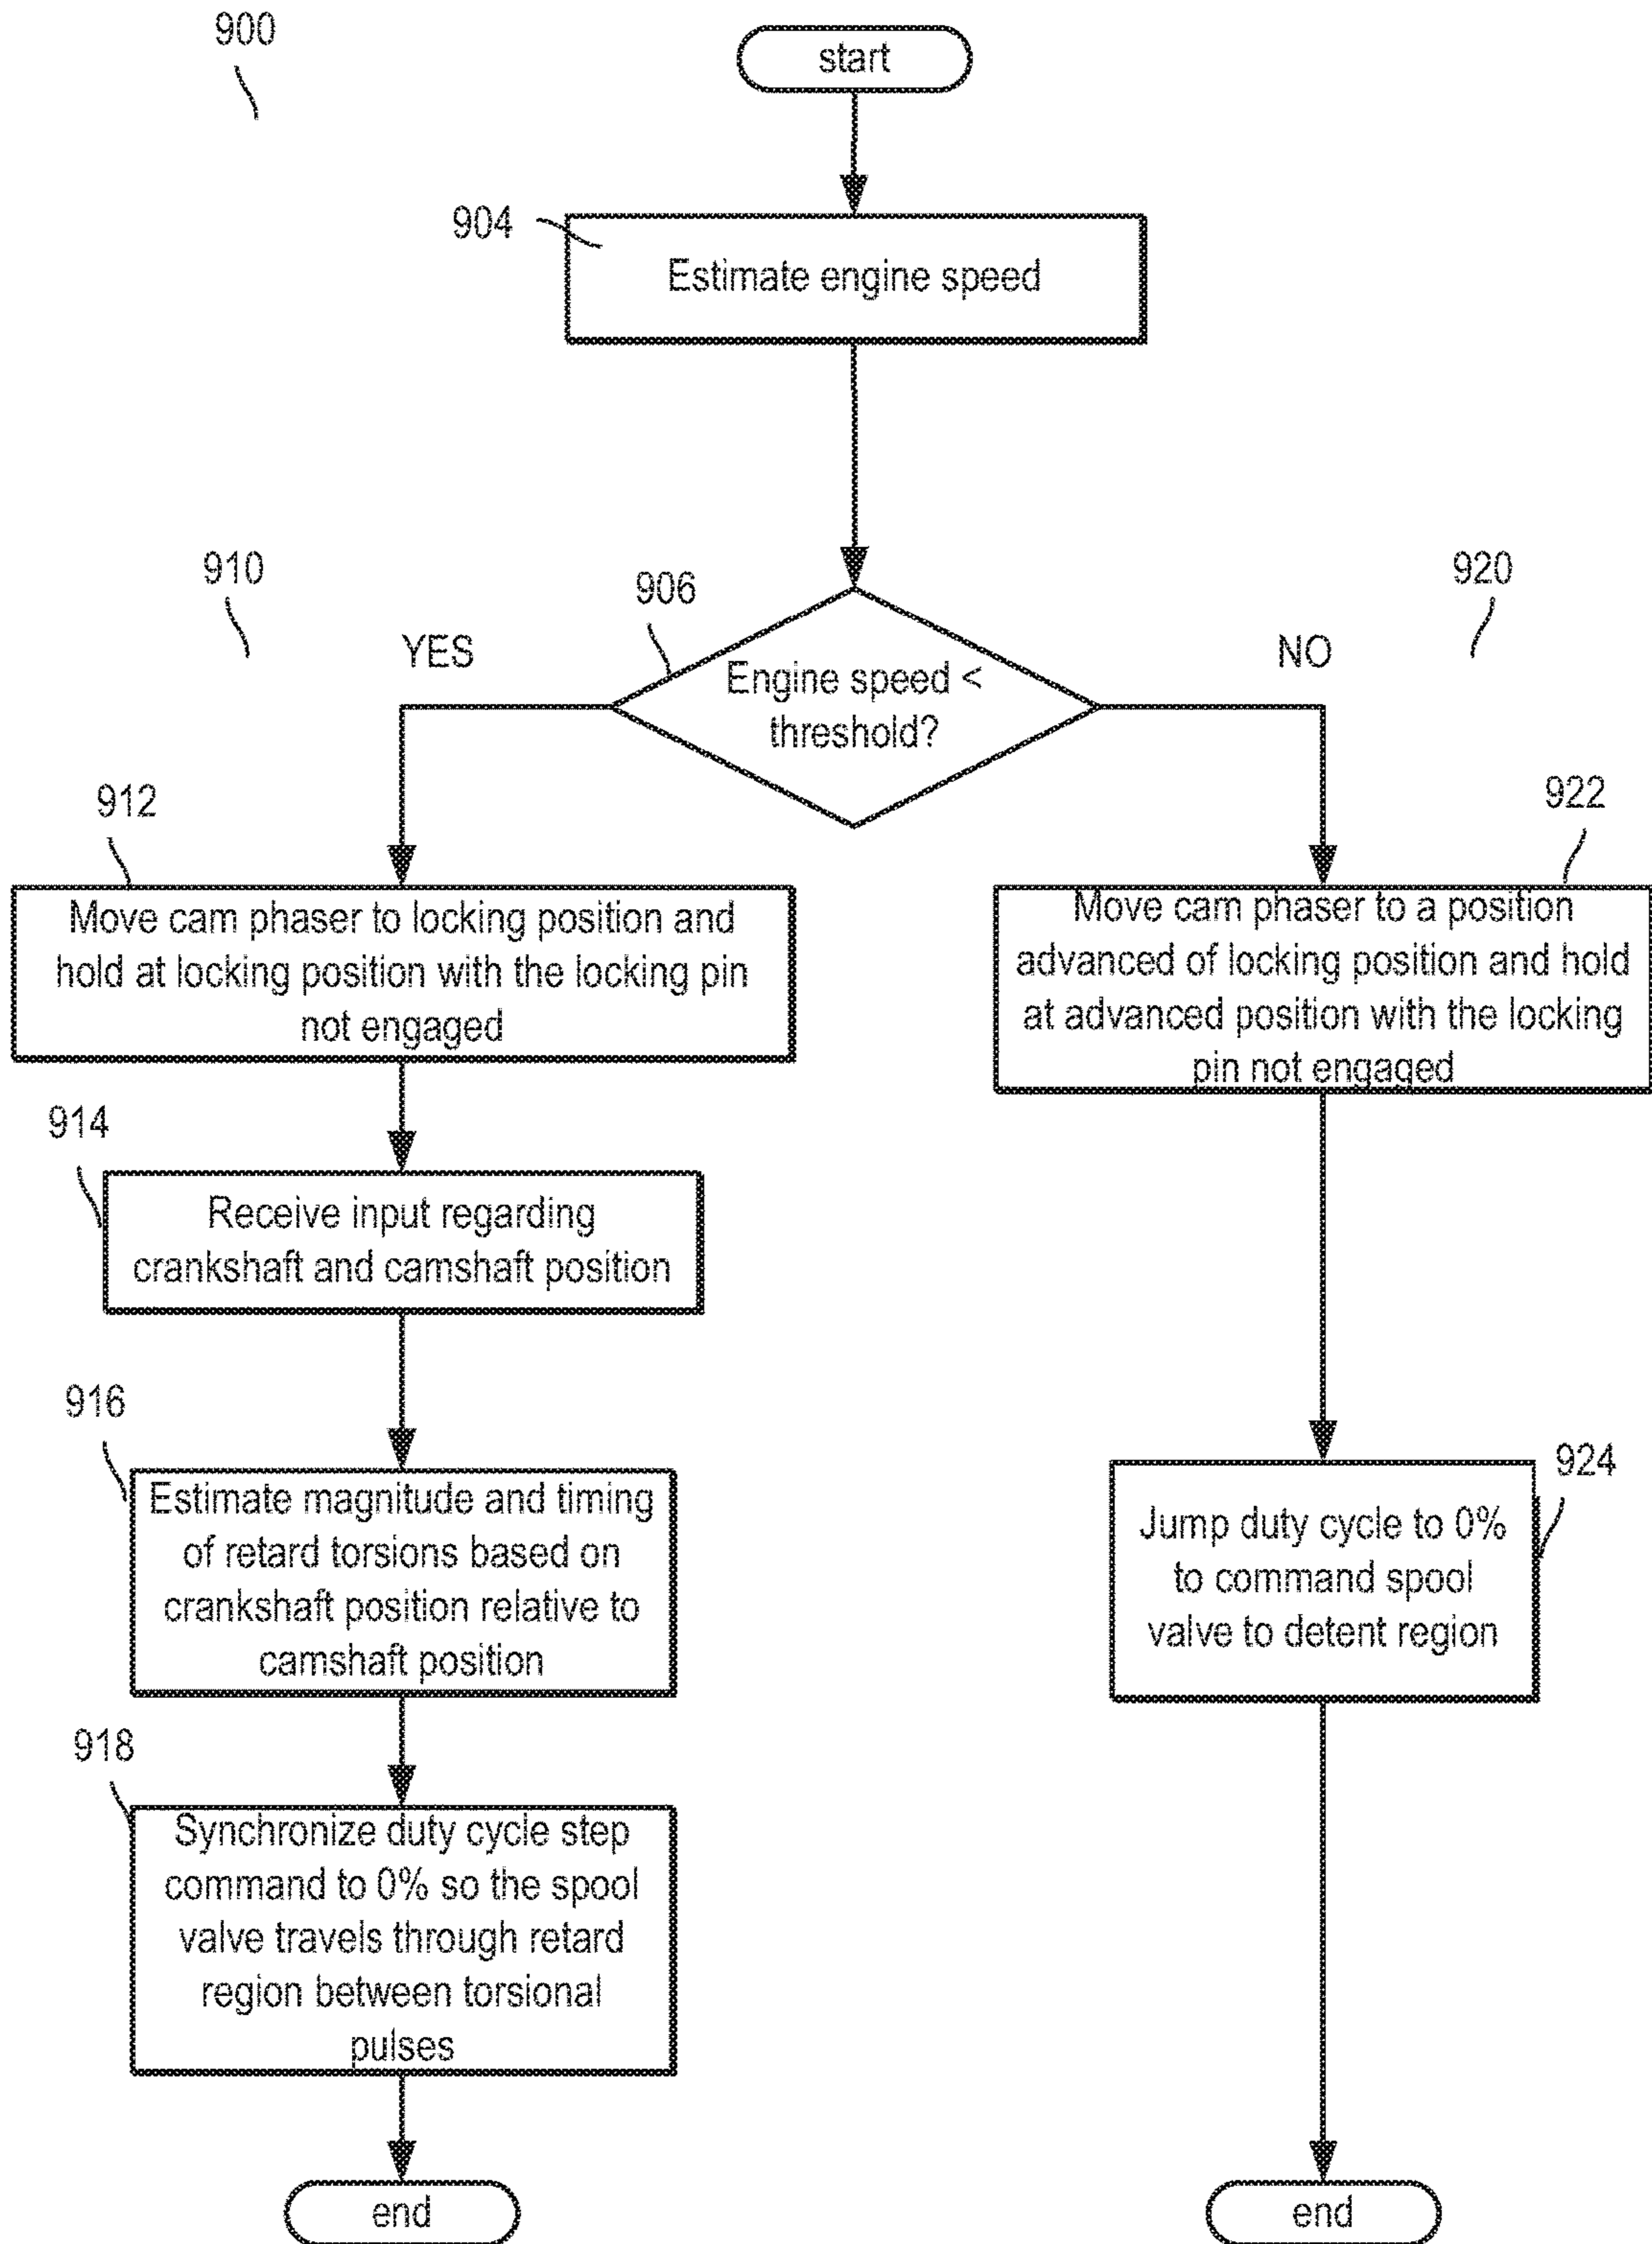 900
start
904
Estimate engine speed
910
906
920
YES
NO
Engine speed <
threshold?
912
922
Move cam phaser to locking position and
hold at locking position with the locking pin
not engaged
Move cam phaser to a position
advanced of locking position and hold
at advanced position with the locking
pin not engaged
914
Receive input regarding
crankshaft and camshaft position
916
Estimate magnitude and timing
of retard torsions based on
crankshaft position relative to
camshaft position
924
Jump duty cycle to 0%
to command spool
valve to detent region
918
Synchronize duty cycle step
command to 0% so the spool
valve travels through retard
region between torsional
pulses
end
end